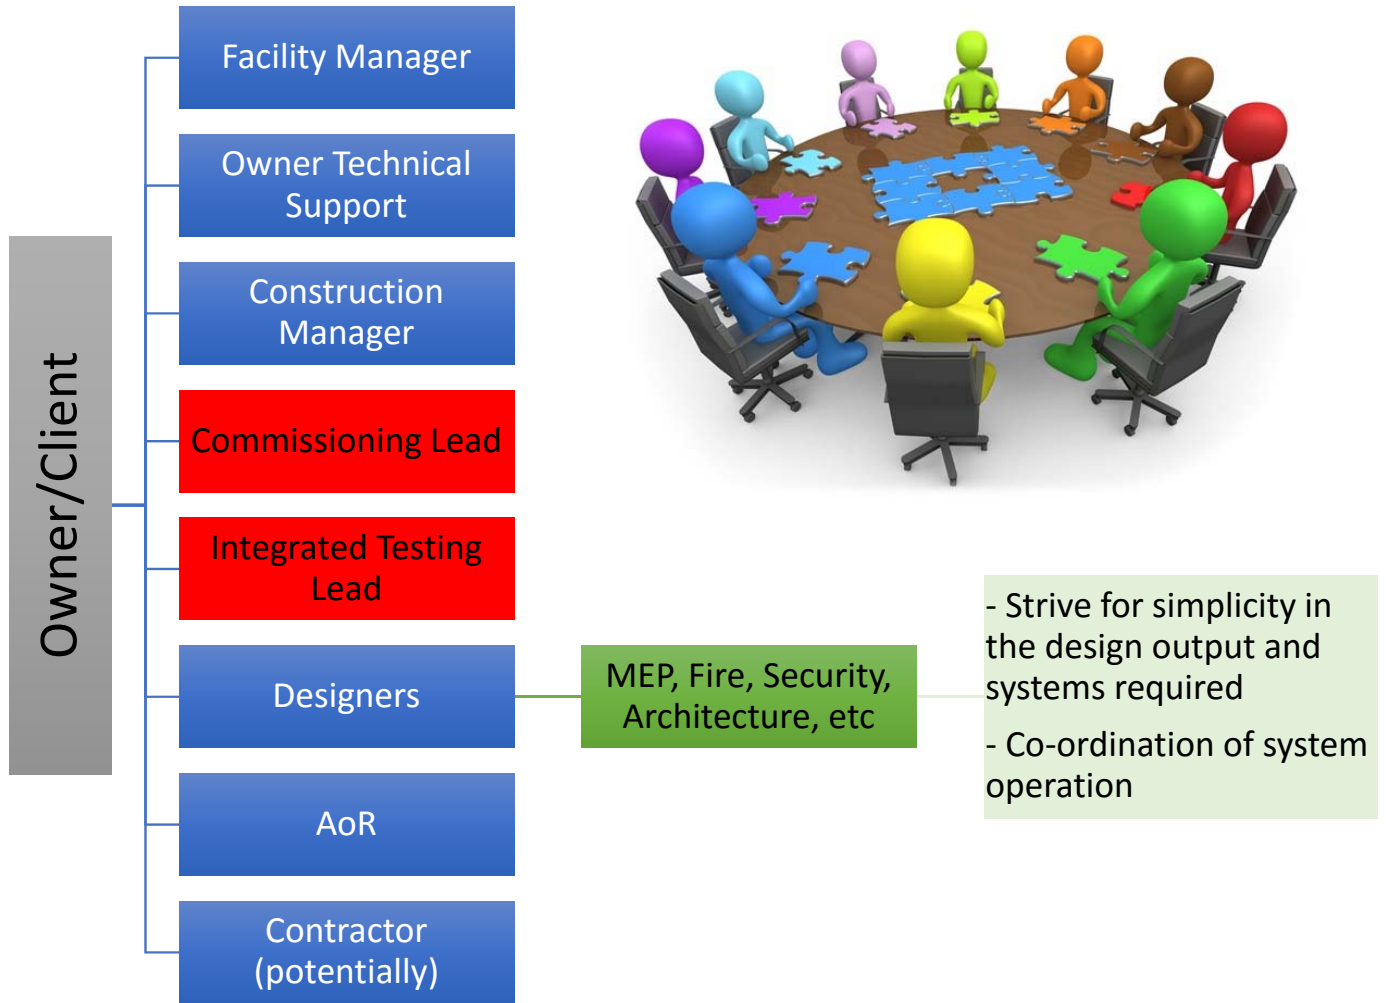 Owner/Client
Facility Manager
Owner Technical
Support
Construction
Manager
Commissioning Lead
Integrated Testing
Lead
Designers
MEP, Fire, Security,
Architecture, etc
- Strive for simplicity in
the design output and
systems required
- Co-ordination of system
operation
AoR
Contractor
(potentially)